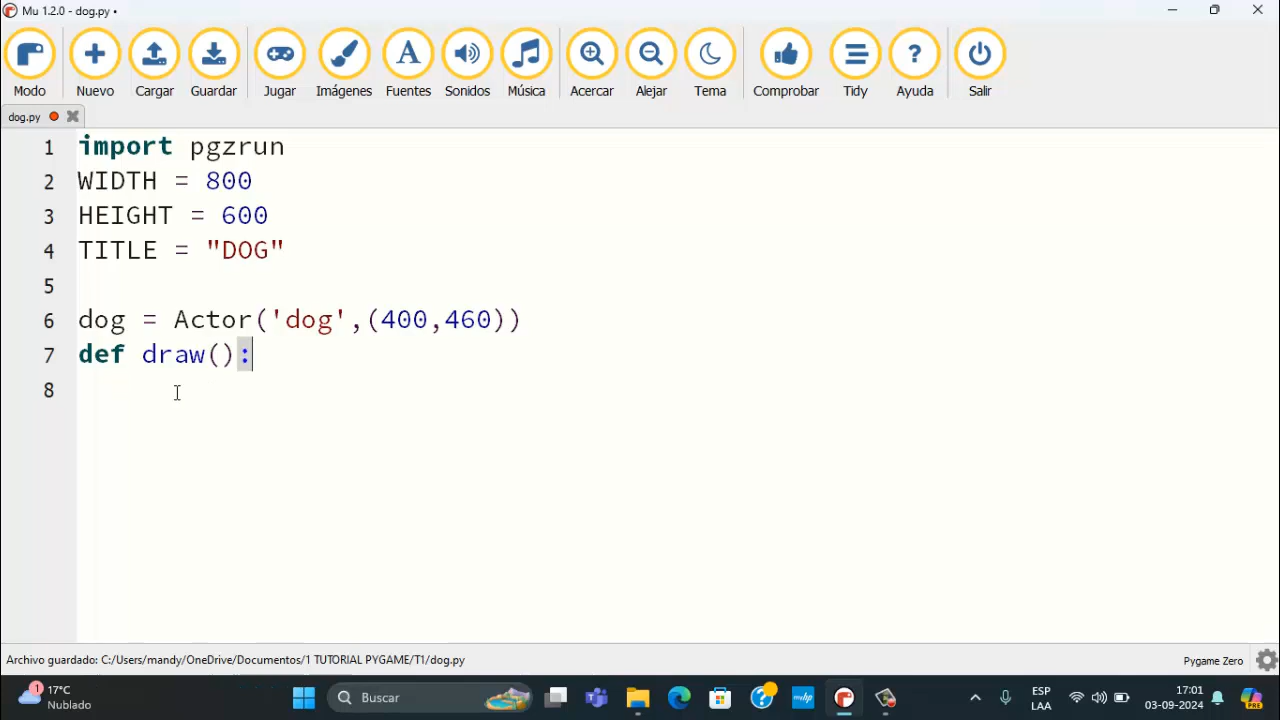 Mu 1.2.0 - dog.py •
Modo Nuevo Cargar Guardar Jugar Imágenes Fuentes Sonidos Música Acercar Alejar Tema Comprobar Tidy Ayuda Salir
dog.py
1 import pgzrun
2 WIDTH = 800
3 HEIGHT = 600
4 TITLE = "DOG"
5
6 dog = Actor('dog',(400,460))
7 def draw():
8
Archivo guardado: C:/Users/mandy/OneDrive/Documentos/1 TUTORIAL PYGAME/T1/dog.py Pygame Zero
1 17°C Buscar ESP 17:01
Nublado LAA 03-09-2024